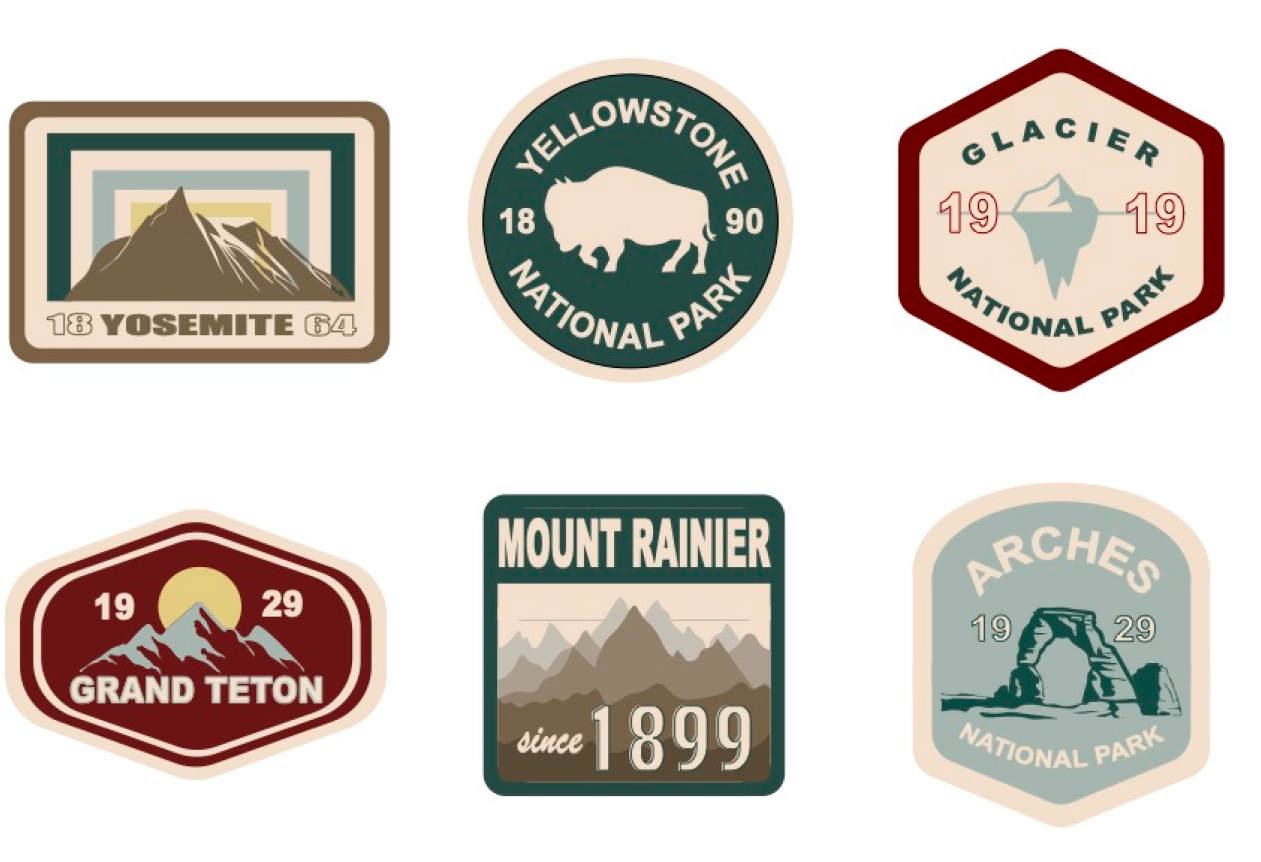 18 YOSEMITE 64
YELLOWSTONE
18 90
NATIONAL PARK
GLACIER
19 19
NATIONAL PARK
19 29
GRAND TETON
MOUNT RAINIER
since 1899
ARCHES
19 29
NATIONAL PARK